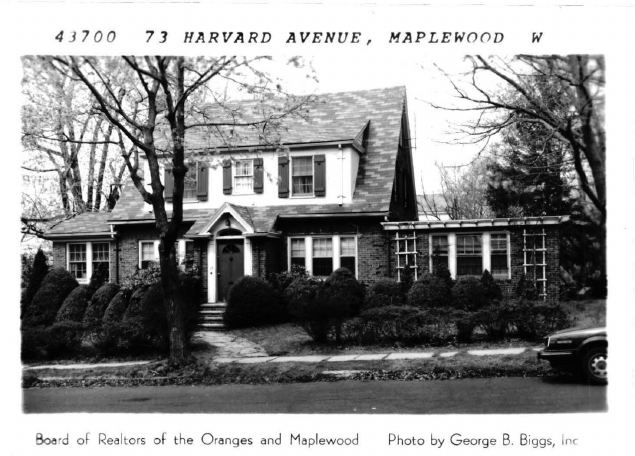 43700 73 HARVARD AVENUE, MAPLEWOOD W
Board of Realtors of the Oranges and Maplewood Photo by George B. Biggs, Inc